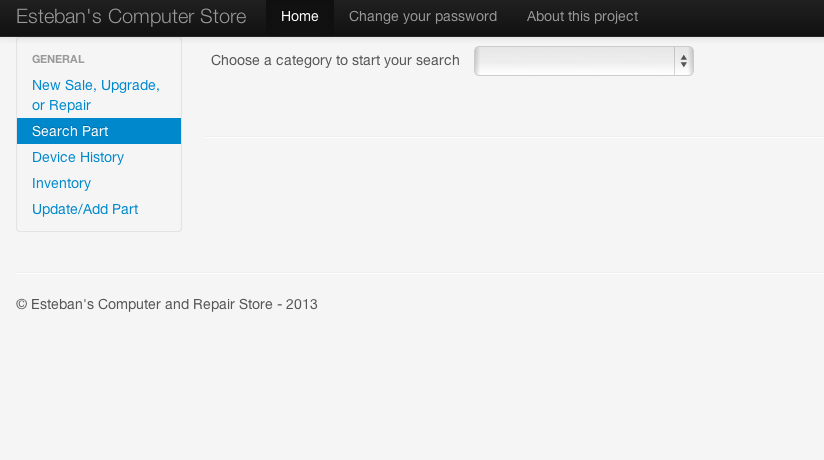 Esteban's Computer Store Home Change your password About this project
GENERAL
New Sale, Upgrade,
or Repair
Search Part
Device History
Inventory
Update/Add Part
Choose a category to start your search
© Esteban's Computer and Repair Store - 2013